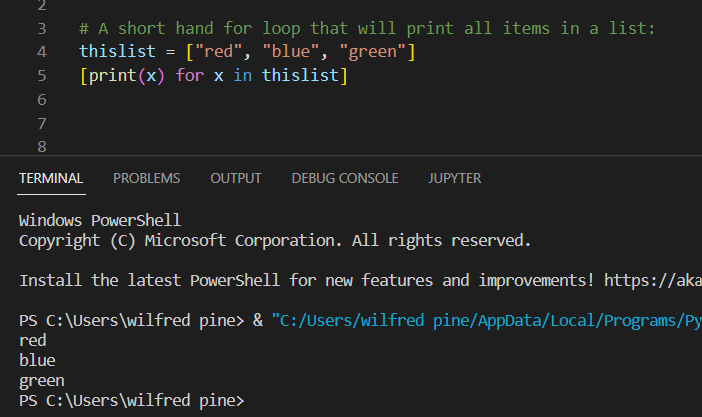 2
3 # A short hand for loop that will print all items in a list:
4 thislist = ["red", "blue", "green"]
5 [print(x) for x in thislist]
6
7
8
TERMINAL PROBLEMS OUTPUT DEBUG CONSOLE JUPYTER
Windows PowerShell
Copyright (C) Microsoft Corporation. All rights reserved.
Install the latest PowerShell for new features and improvements! https://aka
PS C:\Users\wilfred pine> & "C:/Users/wilfred pine/AppData/Local/Programs/Py
red
blue
green
PS C:\Users\wilfred pine>